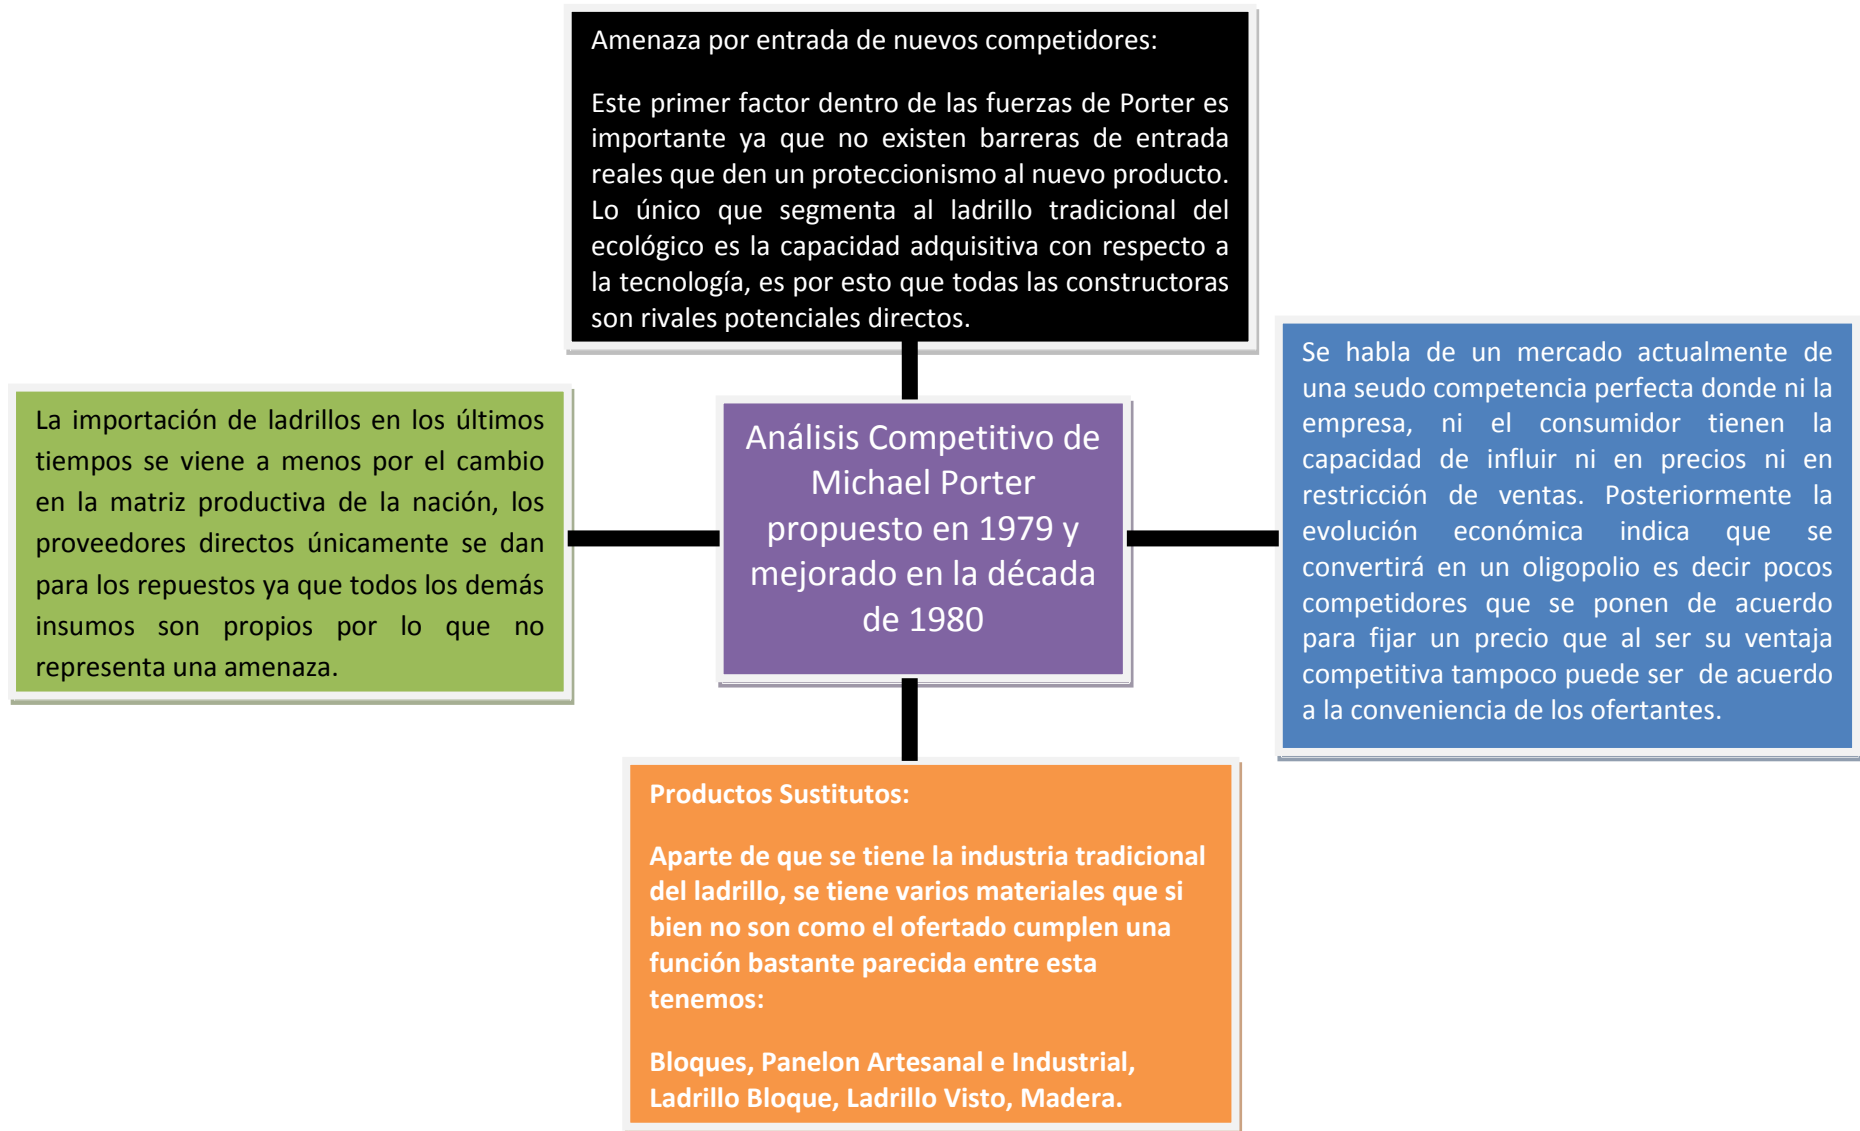 Amenaza por entrada de nuevos competidores:
Este primer factor dentro de las fuerzas de Porter es
importante ya que no existen barreras de entrada
reales que den un proteccionismo al nuevo producto.
Lo único que segmenta al ladrillo tradicional del
ecológico es la capacidad adquisitiva con respecto a
la tecnología, es por esto que todas las constructoras
son rivales potenciales directos.
La importación de ladrillos en los últimos
tiempos se viene a menos por el cambio
en la matriz productiva de la nación, los
proveedores directos únicamente se dan
para los repuestos ya que todos los demás
insumos son propios por lo que no
representa una amenaza.
Análisis Competitivo de
Michael Porter
propuesto en 1979 y
mejorado en la década
de 1980
Se habla de un mercado actualmente de
una seudo competencia perfecta donde ni la
empresa, ni el consumidor tienen la
capacidad de influir ni en precios ni en
restricción de ventas. Posteriormente la
evolución económica indica que se
convertirá en un oligopolio es decir pocos
competidores que se ponen de acuerdo
para fijar un precio que al ser su ventaja
competitiva tampoco puede ser de acuerdo
a la conveniencia de los ofertantes.
Productos Sustitutos:
Aparte de que se tiene la industria tradicional
del ladrillo, se tiene varios materiales que si
bien no son como el ofertado cumplen una
función bastante parecida entre esta
tenemos:
Bloques, Panelon Artesanal e Industrial,
Ladrillo Bloque, Ladrillo Visto, Madera.